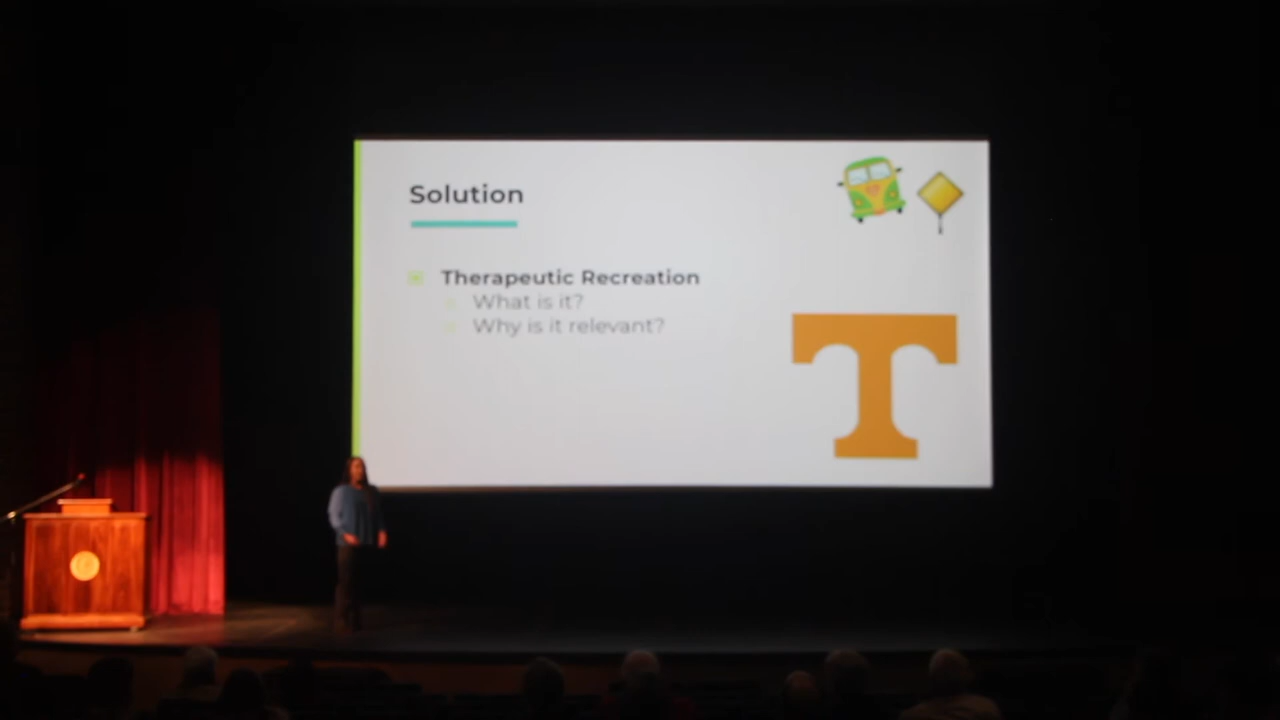 Solution
Therapeutic Recreation
What is it?
Why is it relevant?
T